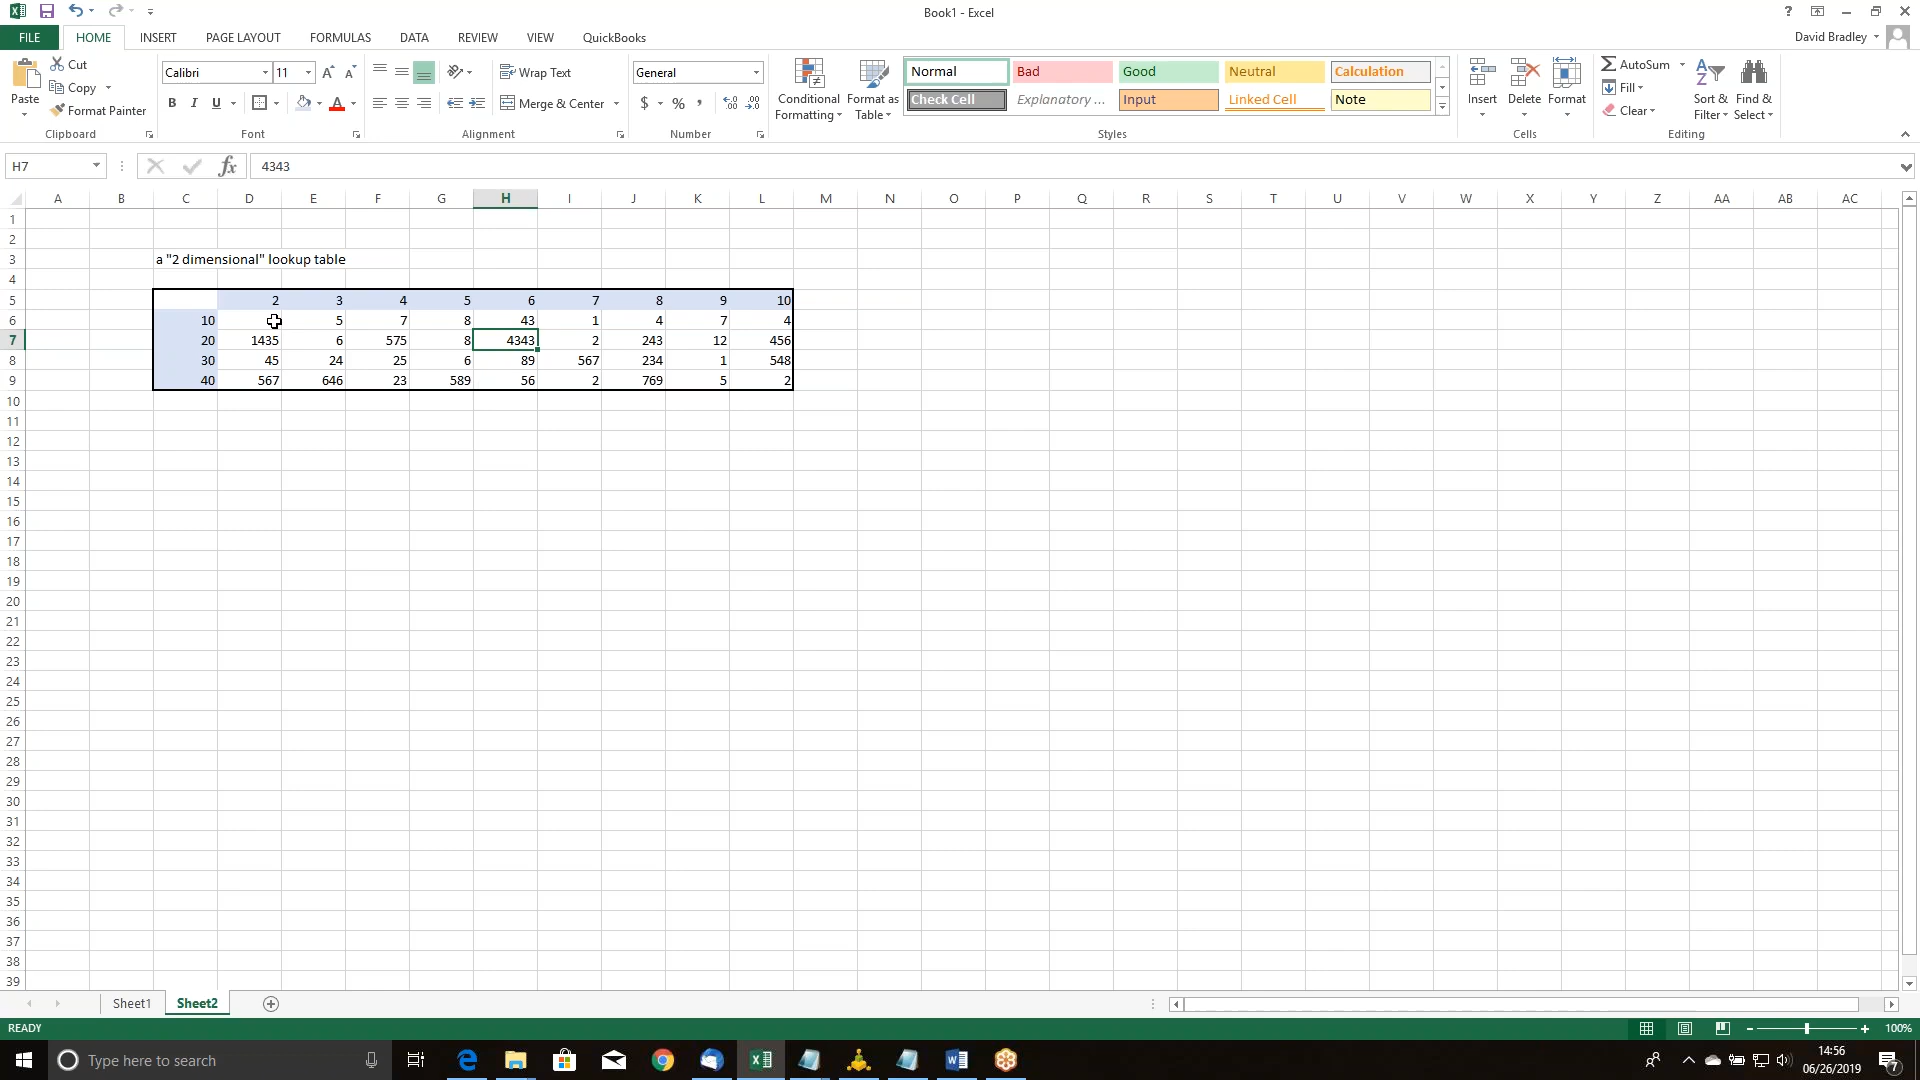 Book1 - Excel
FILE HOME INSERT PAGE LAYOUT FORMULAS DATA REVIEW VIEW QuickBooks David Bradley
Paste Cut Copy Format Painter Clipboard
Calibri 11 B I U A Font
Wrap Text Merge & Center Alignment
General $ % , Number
Conditional Formatting Format as Table
Normal Bad Good Neutral Calculation
Check Cell Explanatory ... Input Linked Cell Note
Styles
Insert Delete Format Cells
AutoSum Fill Clear Sort & Filter Find & Select Editing
H7 fx 4343
A B C D E F G H I J K L M N O P Q R S T U V W X Y Z AA AB AC
1
2
3 a "2 dimensional" lookup table
4
5 2 3 4 5 6 7 8 9 10
6 10 5 7 8 43 1 4 7 4
7 20 1435 6 575 8 4343 2 243 12 456
8 30 45 24 25 6 89 567 234 1 548
9 40 567 646 23 589 56 2 769 5 2
10
11
12
13
14
15
16
17
18
19
20
21
22
23
24
25
26
27
28
29
30
31
32
33
34
35
36
37
38
39
Sheet1 Sheet2
READY 100%
Type here to search
14:56
06/26/2019
7